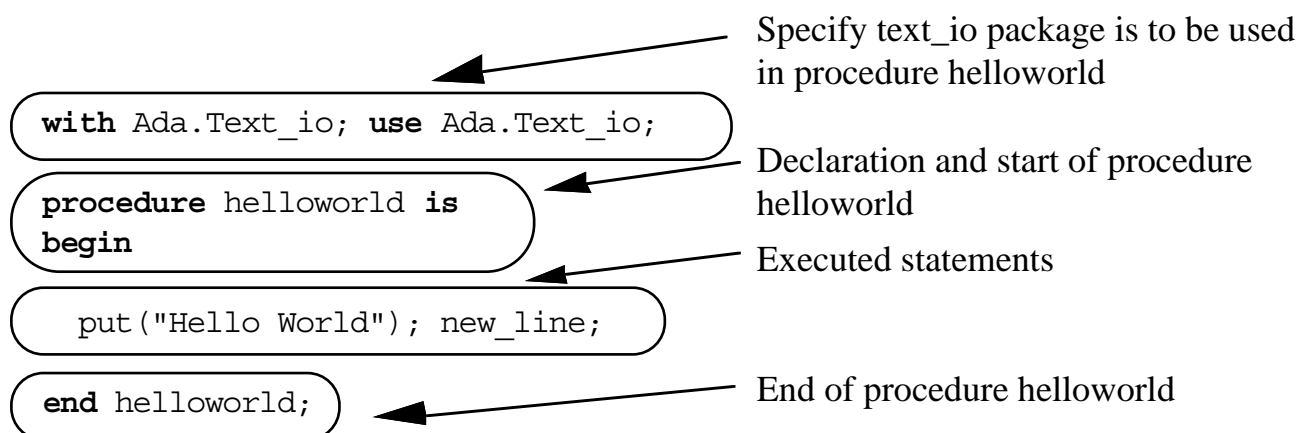 Specify text_io package is to be used
in procedure helloworld
with Ada.Text_io; use Ada.Text_io;
Declaration and start of procedure
helloworld
procedure helloworld is
begin
Executed statements
put("Hello World"); new_line;
End of procedure helloworld
end helloworld;